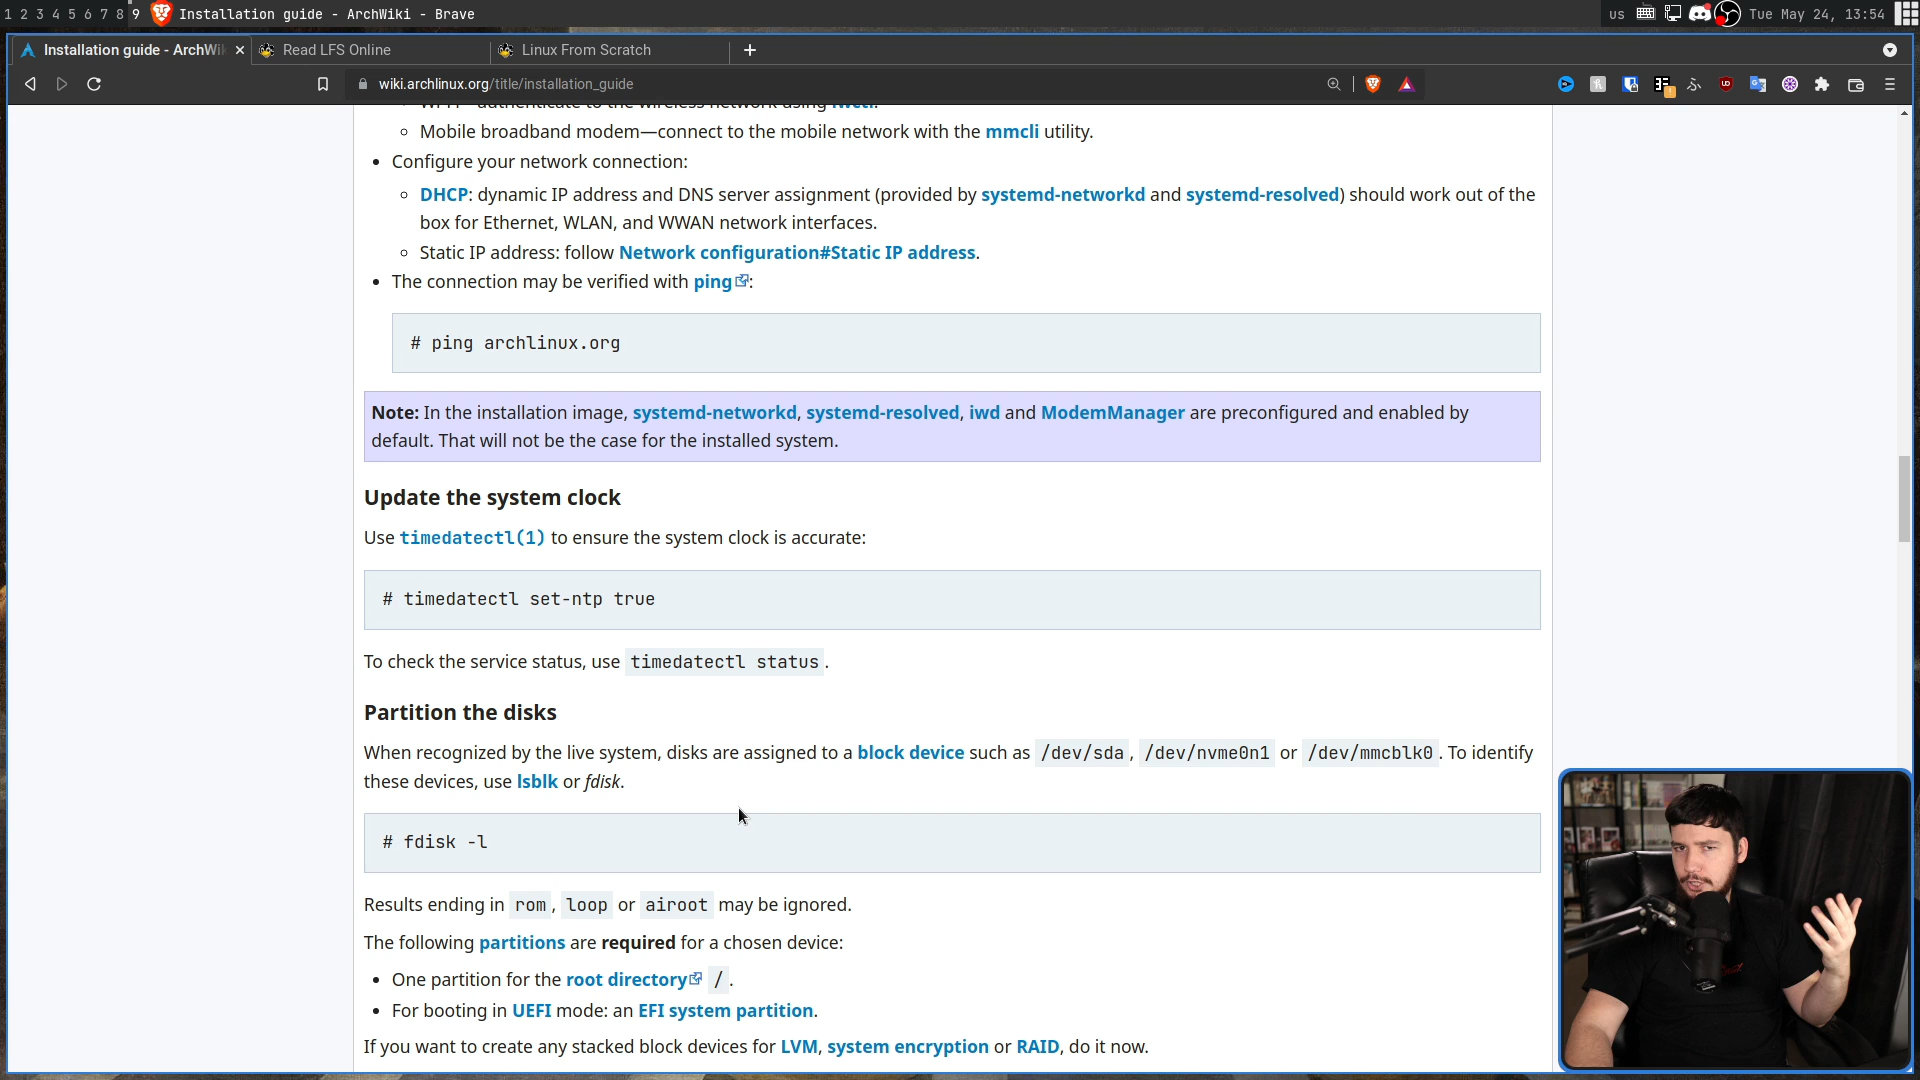 1 2 3 4 5 6 7 8 9 Installation guide - ArchWiki - Brave
us Tue May 24, 13:54
Installation guide - ArchWi
Read LFS Online
Linux From Scratch
wiki.archlinux.org/title/installation_guide
Wi-Fi—authenticate to the wireless network using iwctl.
Mobile broadband modem—connect to the mobile network with the mmcli utility.
Configure your network connection:
DHCP: dynamic IP address and DNS server assignment (provided by systemd-networkd and systemd-resolved) should work out of the
box for Ethernet, WLAN, and WWAN network interfaces.
Static IP address: follow Network configuration#Static IP address.
The connection may be verified with ping:
# ping archlinux.org
Note: In the installation image, systemd-networkd, systemd-resolved, iwd and ModemManager are preconfigured and enabled by
default. That will not be the case for the installed system.
Update the system clock
Use timedatectl(1) to ensure the system clock is accurate:
# timedatectl set-ntp true
To check the service status, use timedatectl status.
Partition the disks
When recognized by the live system, disks are assigned to a block device such as /dev/sda, /dev/nvme0n1 or /dev/mmcblk0. To identify
these devices, use lsblk or fdisk.
# fdisk -l
Results ending in rom, loop or airoot may be ignored.
The following partitions are required for a chosen device:
One partition for the root directory /.
For booting in UEFI mode: an EFI system partition.
If you want to create any stacked block devices for LVM, system encryption or RAID, do it now.